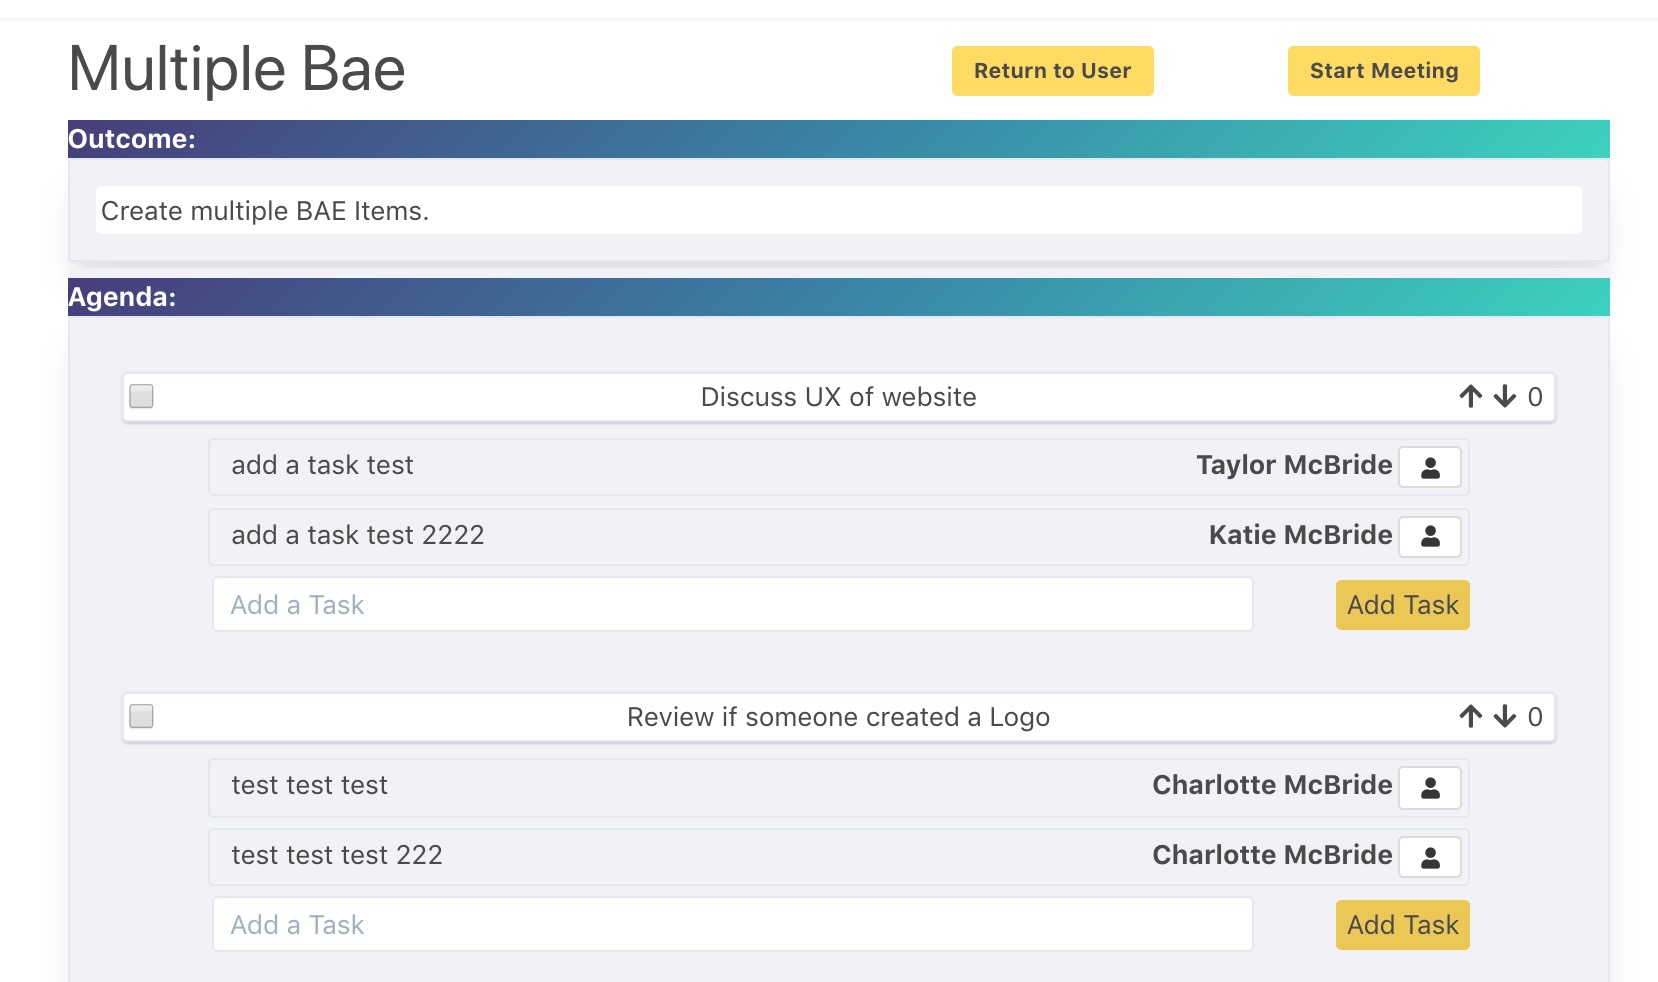 Multiple Bae
Return to User
Start Meeting
Outcome:
Create multiple BAE Items.
Agenda:
Discuss UX of website
0
add a task test
Taylor McBride
add a task test 2222
Katie McBride
Add a Task
Add Task
Review if someone created a Logo
0
test test test
Charlotte McBride
test test test 222
Charlotte McBride
Add a Task
Add Task